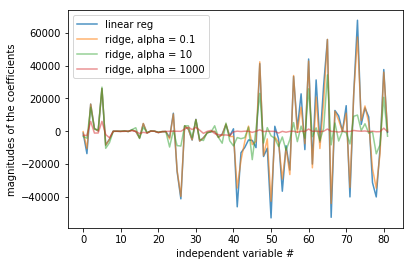 linear reg
ridge, alpha = 0.1
ridge, alpha = 10
ridge, alpha = 1000
60000
40000
20000
0
−20000
−40000
magnitudes of the coefficients
0 10 20 30 40 50 60 70 80
independent variable #